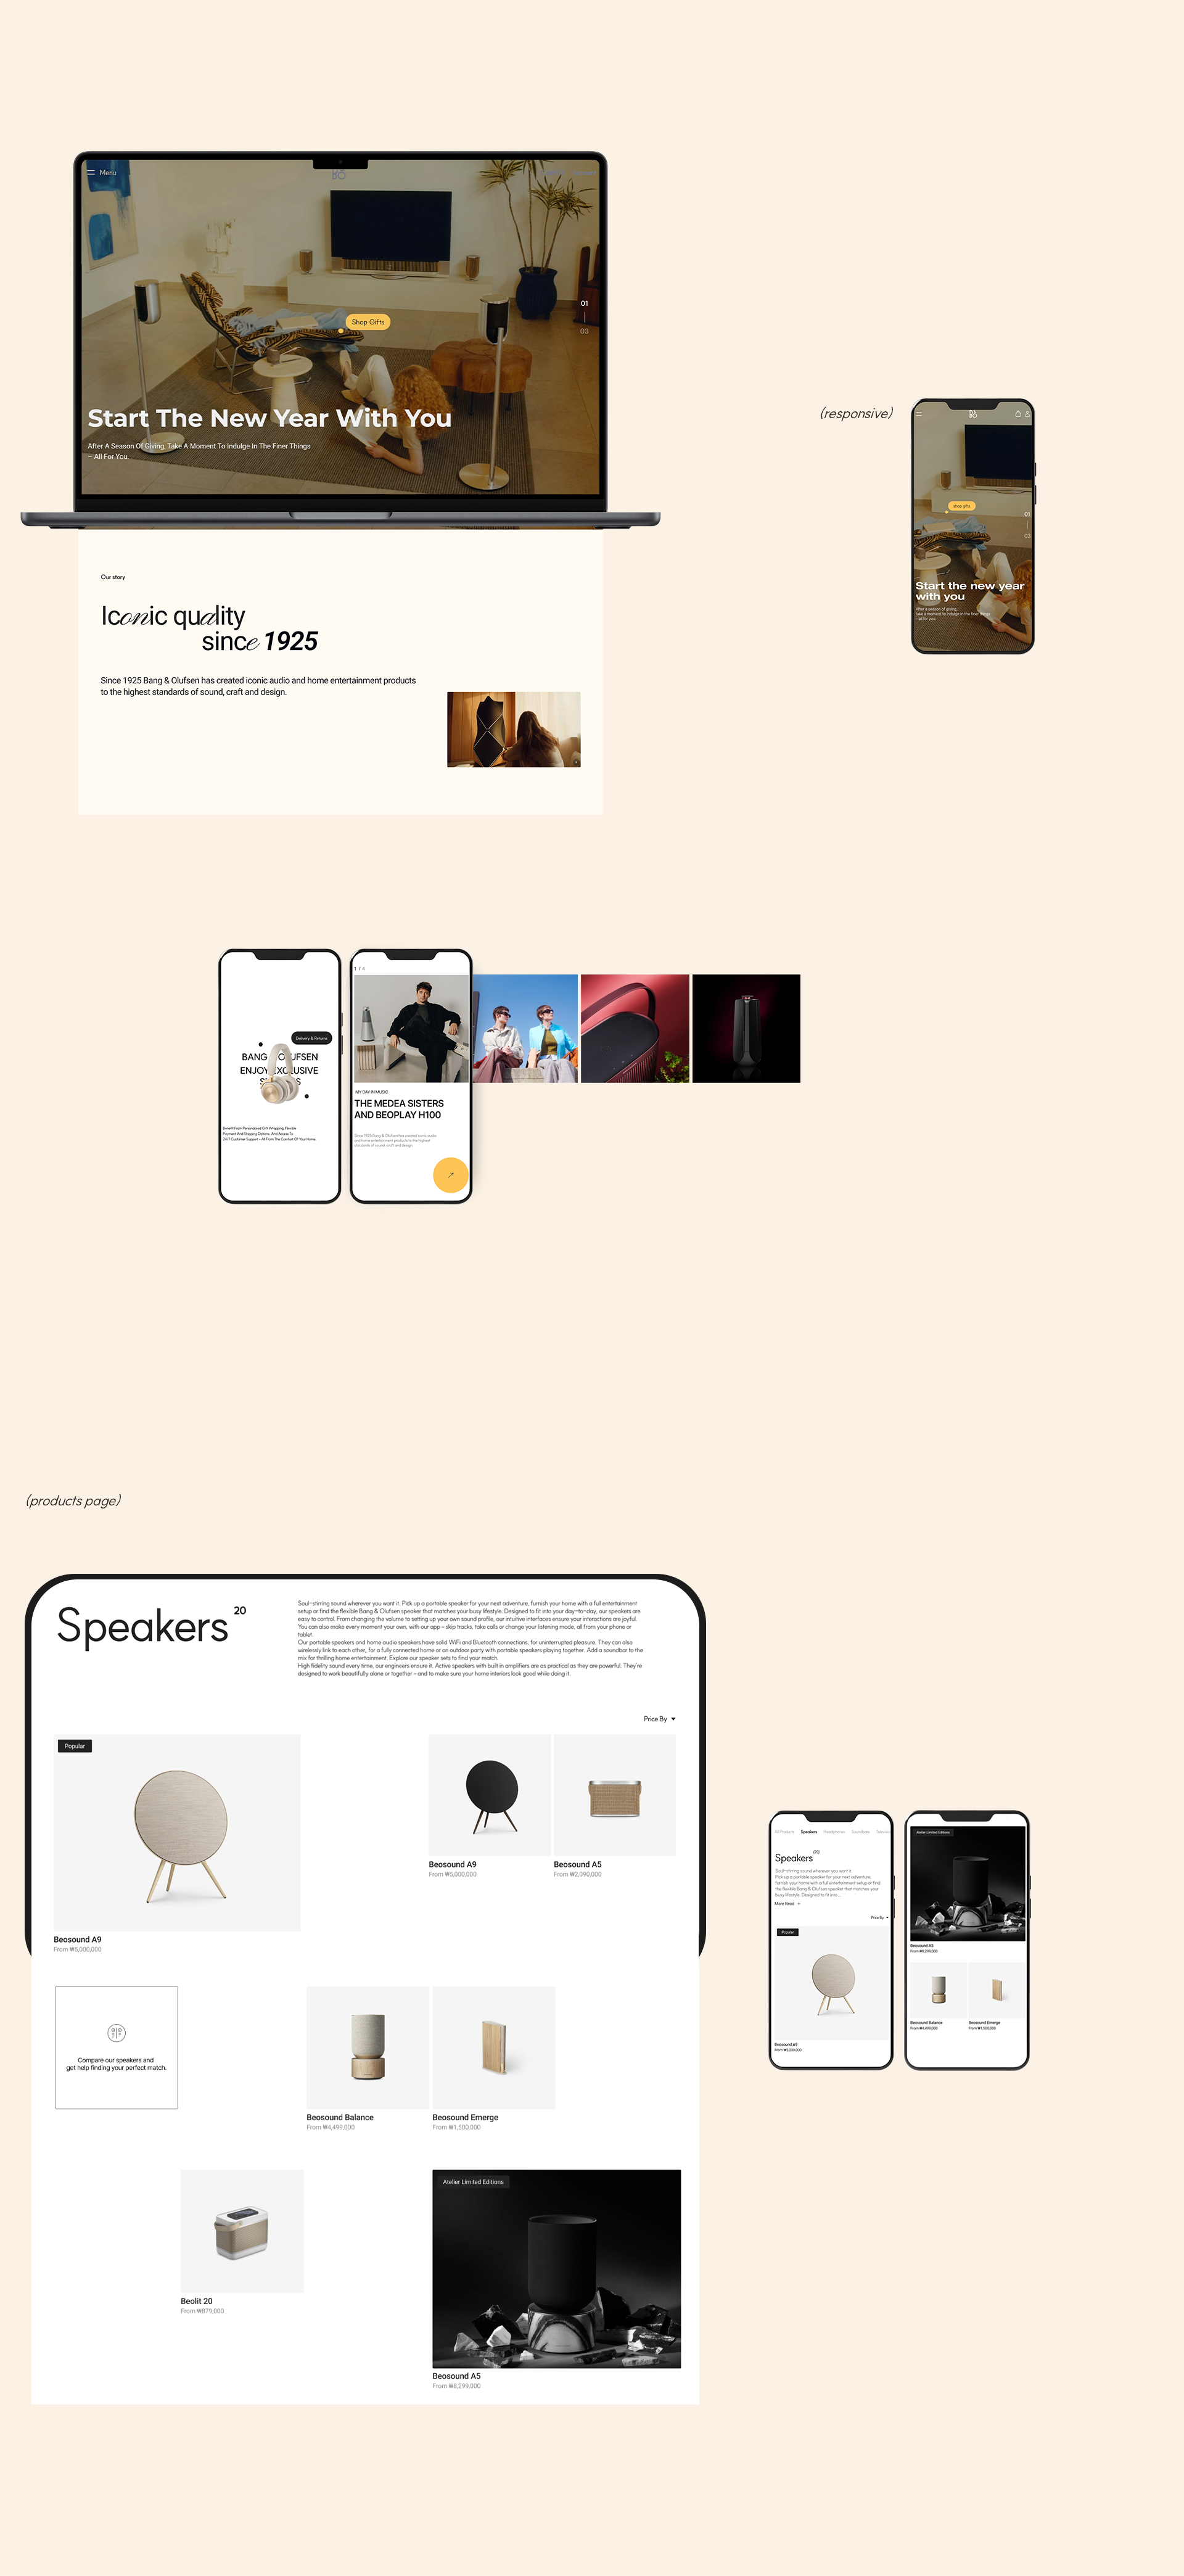 Menu
Shop Gifts
01
03
Start The New Year With You
After A Season Of Giving, Take A Moment To Indulge In The Finer Things
– All For You.
(responsive)
shop gifts
01
03
Start the new year
with you
After a season of giving,
take a moment to indulge in the finer things
- all for you.
Our story
Iconic quality
since 1925
Since 1925 Bang & Olufsen has created iconic audio and home entertainment products
to the highest standards of sound, craft and design.
Delivery & Returns
BANG OLUFSEN
ENJOY EXCLUSIVE
Benefit From Personalised Gift Wrapping, Flexible
Payment And Shipping Options, And Access To
24/7 Customer Support – All From The Comfort Of Your Home.
1 / 4
MY DAY IN MUSIC
THE MEDEA SISTERS
AND BEOPLAY H100
Since 1925 Bang & Olufsen has created iconic audio
and home entertainment products to the highest
standards of sound, craft and design.
(products page)
Speakers 20
Soul-stirring sound wherever you want it. Pick up a portable speaker for your next adventure, furnish your home with a full entertainment
setup or find the flexible Bang & Olufsen speaker that matches your busy lifestyle. Designed to fit into your day-to-day, our speakers are
easy to control. From arranging the volume to setting up your own sound profile, our intuitive interfaces ensure your interactions are joyful.
You can also make every moment your own, with our app – skip tracks, take calls or change your listening mode, all from your phone or
tablet.
Our portable speakers and home audio speakers have solid WiFi and Bluetooth connections, for uninterrupted pleasure. They can also
wirelessly link to each other, for a fully connected home or an outdoor party with portable speakers playing together. Add a soundbar to the
mix for thrilling home entertainment. Explore our speaker sets to find your match.
High fidelity sound every time, our engineers ensure it. Active speakers with built in amplifiers are as practical as they are powerful. They're
designed to work beautifully alone or together – and to make sure your home interiors look good while doing it.
Price By
Popular
Beosound A9
From ₩5,000,000
Beosound A9
From ₩5,000,000
Beosound A5
From ₩2,090,000
Compare our speakers and
get help finding your perfect match.
Beosound Balance
From ₩4,499,000
Beosound Emerge
From ₩1,500,000
Beolit 20
From ₩879,000
Atelier Limited Editions
Beosound A5
From ₩8,299,000
All Products Speakers Headphones Soundbars
Speakers (20)
Soul-stirring sound wherever you want it.
Pick up a portable speaker for your next adventure,
furnish your home with a full entertainment setup or find
the flexible Bang & Olufsen speaker that matches your
busy lifestyle. Designed to fit into...
More Read +
Price By
Popular
Beosound A9
From ₩5,000,000
Atelier Limited Editions
Beosound A5
From ₩8,299,000
Beosound Balance
From ₩4,499,000
Beosound Emerge
From ₩1,500,000